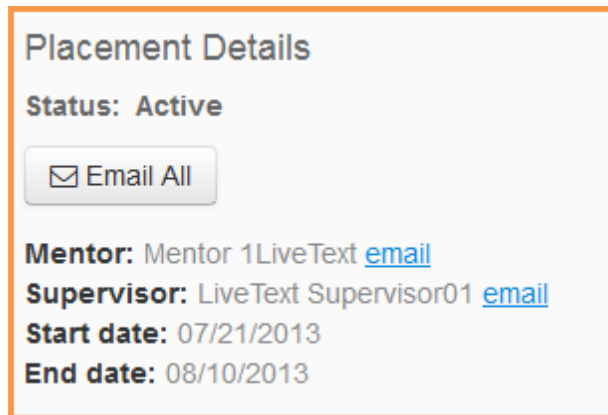 Placement Details
Status: Active
Email All
Mentor: Mentor 1LiveText email
Supervisor: LiveText Supervisor01 email
Start date: 07/21/2013
End date: 08/10/2013